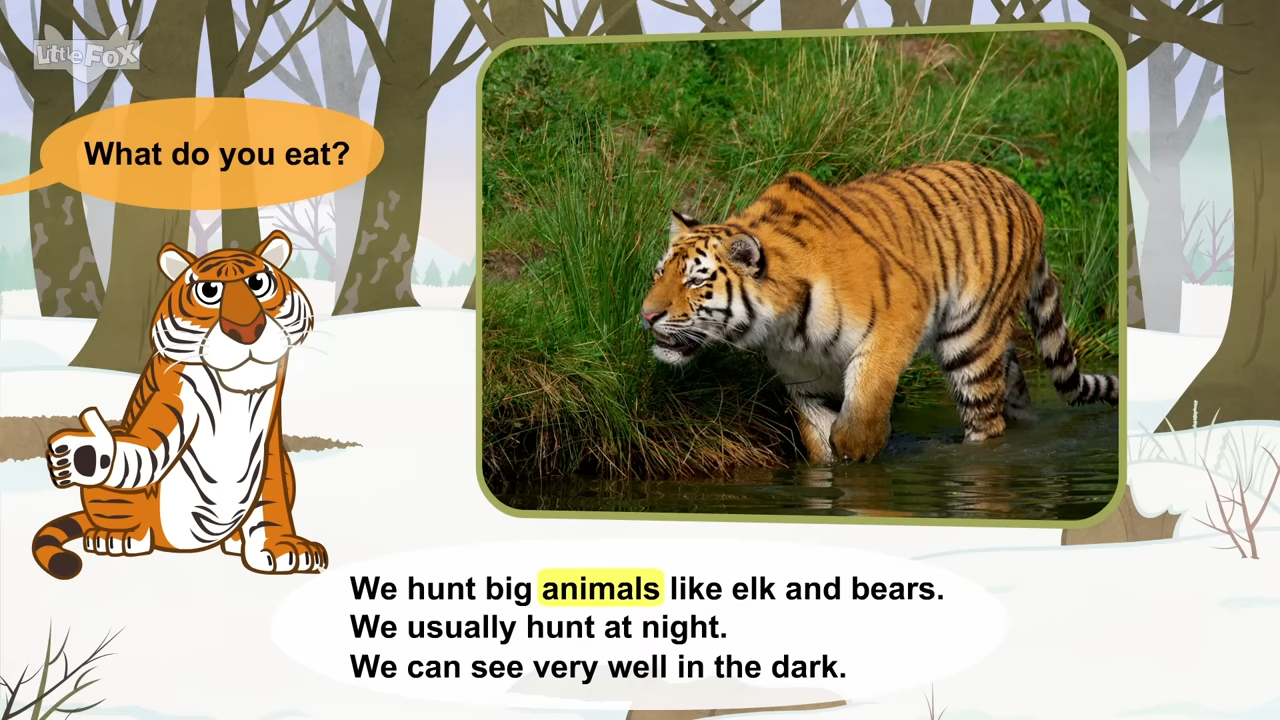 Little Fox
What do you eat?
We hunt big animals like elk and bears.
We usually hunt at night.
We can see very well in the dark.